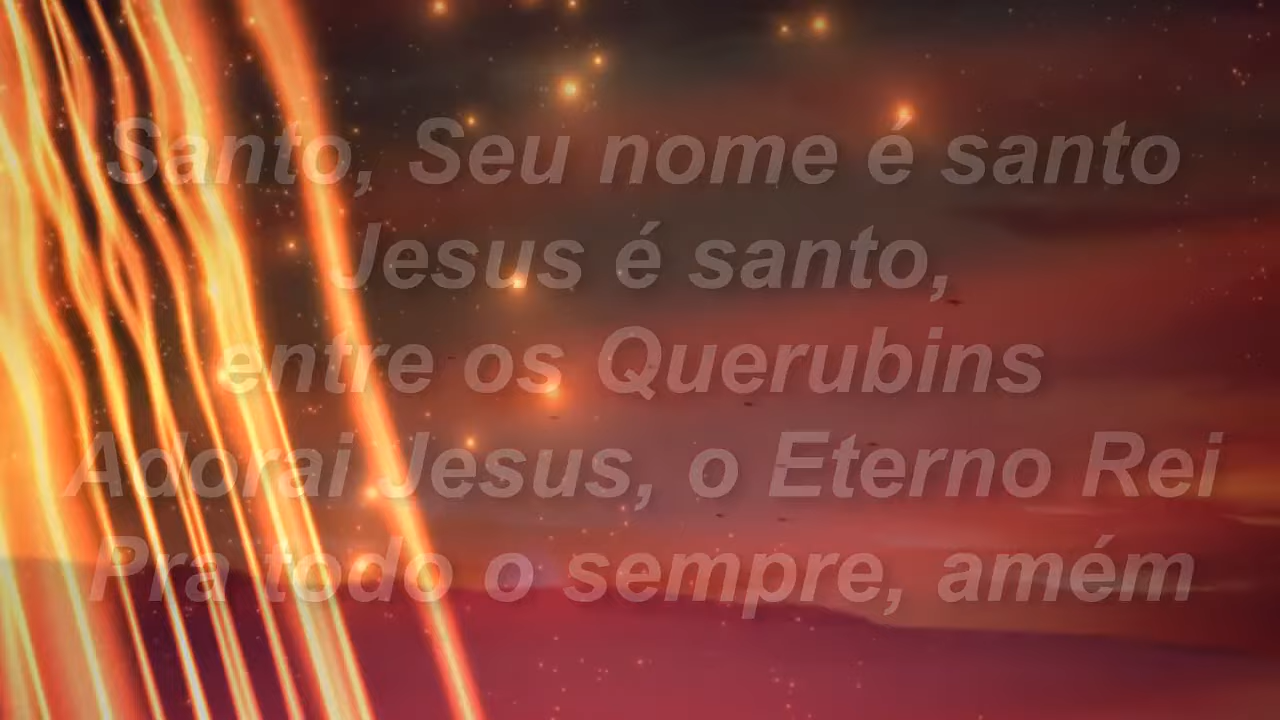 Santo, Seu nome é santo
Jesus é santo,
entre os Querubins
Adorai Jesus, o Eterno Rei
Pra todo o sempre, amém